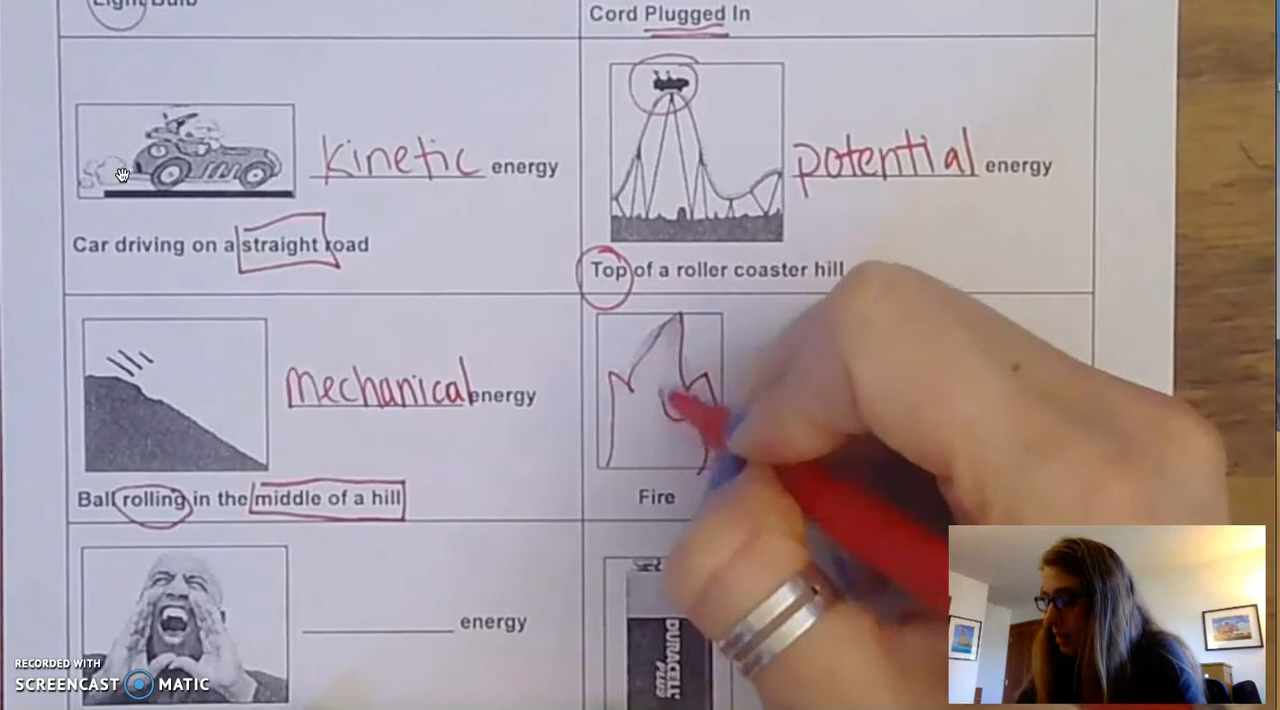 Light Bulb
Cord Plugged In
kinetic energy
potential energy
Car driving on a straight road
Top of a roller coaster hill
mechanical energy
Ball rolling in the middle of a hill
Fire
energy
DURACELL
PLUS
RECORDED WITH
SCREENCAST MATIC